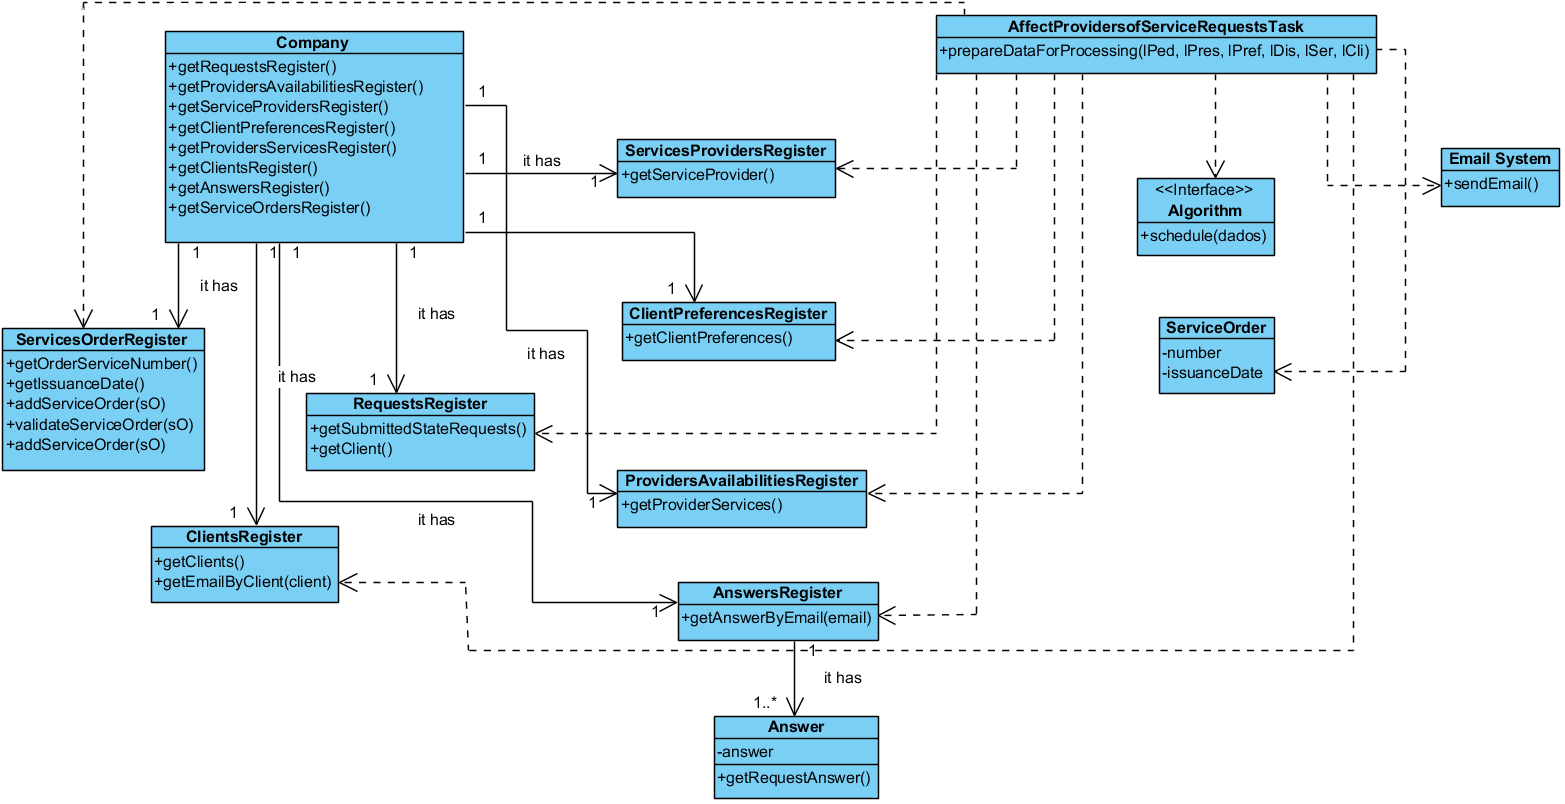 AffectProvidersofServiceRequestsTask
+prepareDataForProcessing(lPed, lPres, lPref, lDis, lSer, lCli)
Company
+getRequestsRegister()
+getProvidersAvailabilitiesRegister()
+getServiceProvidersRegister()
+getClientPreferencesRegister()
+getProvidersServicesRegister()
+getClientsRegister()
+getAnswersRegister()
+getServiceOrdersRegister()
1
1
it has
1
1
ServicesProvidersRegister
+getServiceProvider()
<<Interface>>
Algorithm
+schedule(dados)
Email System
+sendEmail()
1
1
1
1
it has
1
it has
1
ClientPreferencesRegister
+getClientPreferences()
ServiceOrder
-number
-issuanceDate
ServicesOrderRegister
+getOrderServiceNumber()
+getIssuanceDate()
+addServiceOrder(sO)
+validateServiceOrder(sO)
+addServiceOrder(sO)
it has
it has
1
RequestsRegister
+getSubmittedStateRequests()
+getClient()
1
ProvidersAvailabilitiesRegister
+getProviderServices()
1
it has
ClientsRegister
+getClients()
+getEmailByClient(client)
1
AnswersRegister
+getAnswerByEmail(email)
1
it has
1..*
Answer
-answer
+getRequestAnswer()